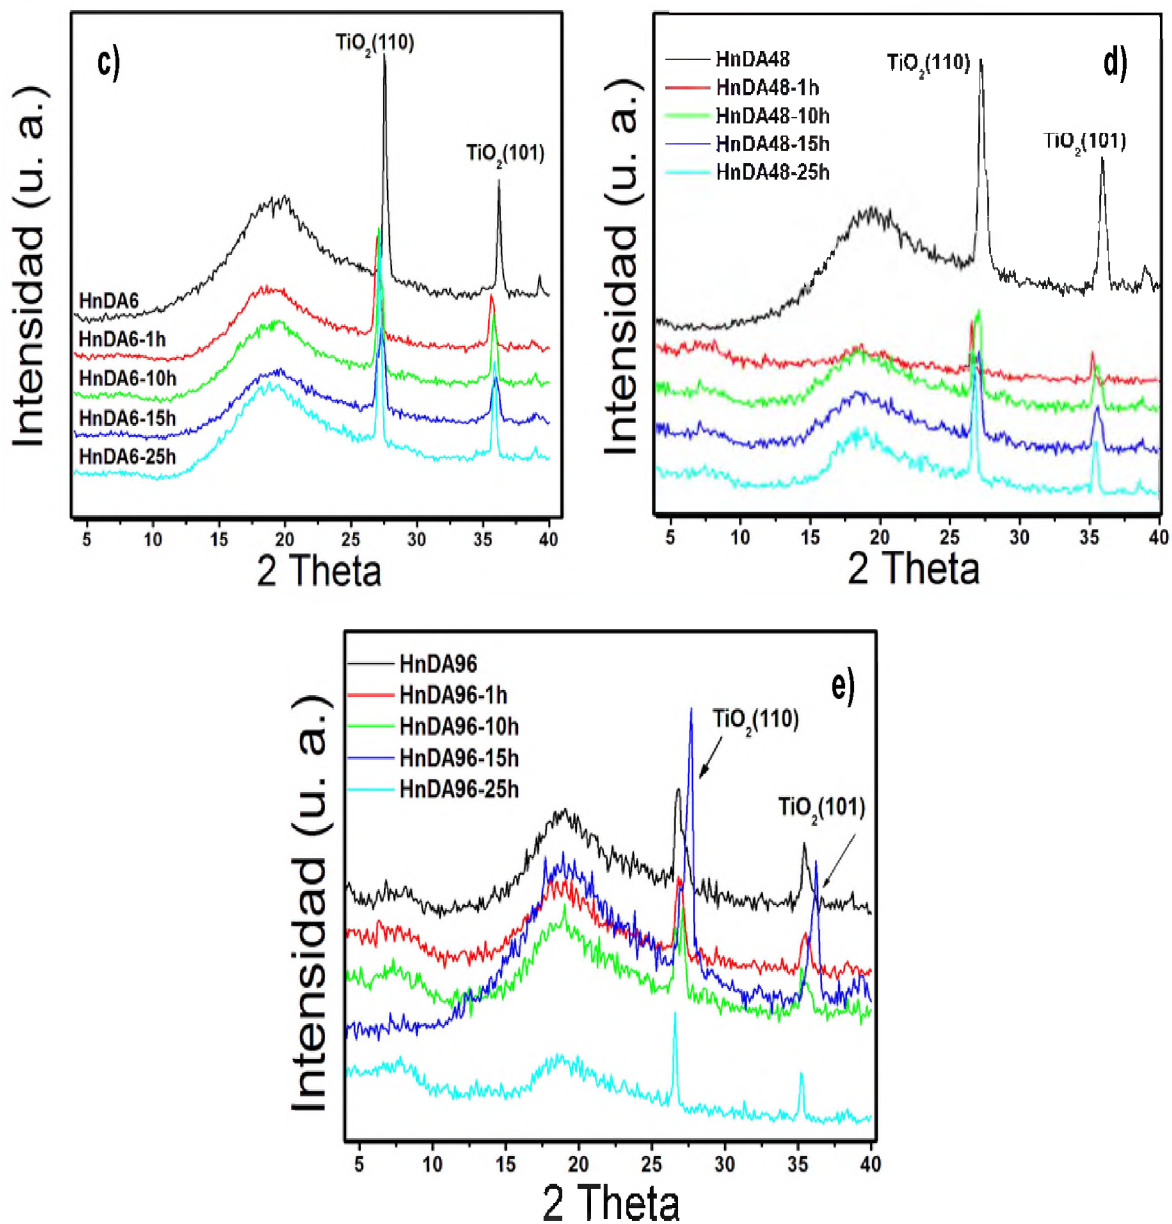 c)
TiO2(110)
TiO2(101)
HnDA6
HnDA6-1h
HnDA6-10h
HnDA6-15h
HnDA6-25h
Intensidad (u. a.)
5 10 15 20 25 30 35 40
2 Theta
d)
HnDA48
HnDA48-1h
HnDA48-10h
HnDA48-15h
HnDA48-25h
TiO2(110)
TiO2(101)
Intensidad (u. a.)
5 10 15 20 25 30 35 40
2 Theta
e)
HnDA96
HnDA96-1h
HnDA96-10h
HnDA96-15h
HnDA96-25h
TiO2(110)
TiO2(101)
Intensidad (u. a.)
5 10 15 20 25 30 35 40
2 Theta